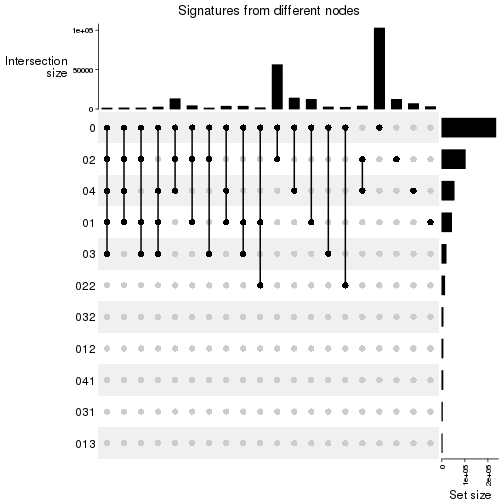 Signatures from different nodes
1e+05
50000
0
Intersection
size
0
02
04
01
03
022
032
012
041
031
013
0
1e+05
2e+05
Set size